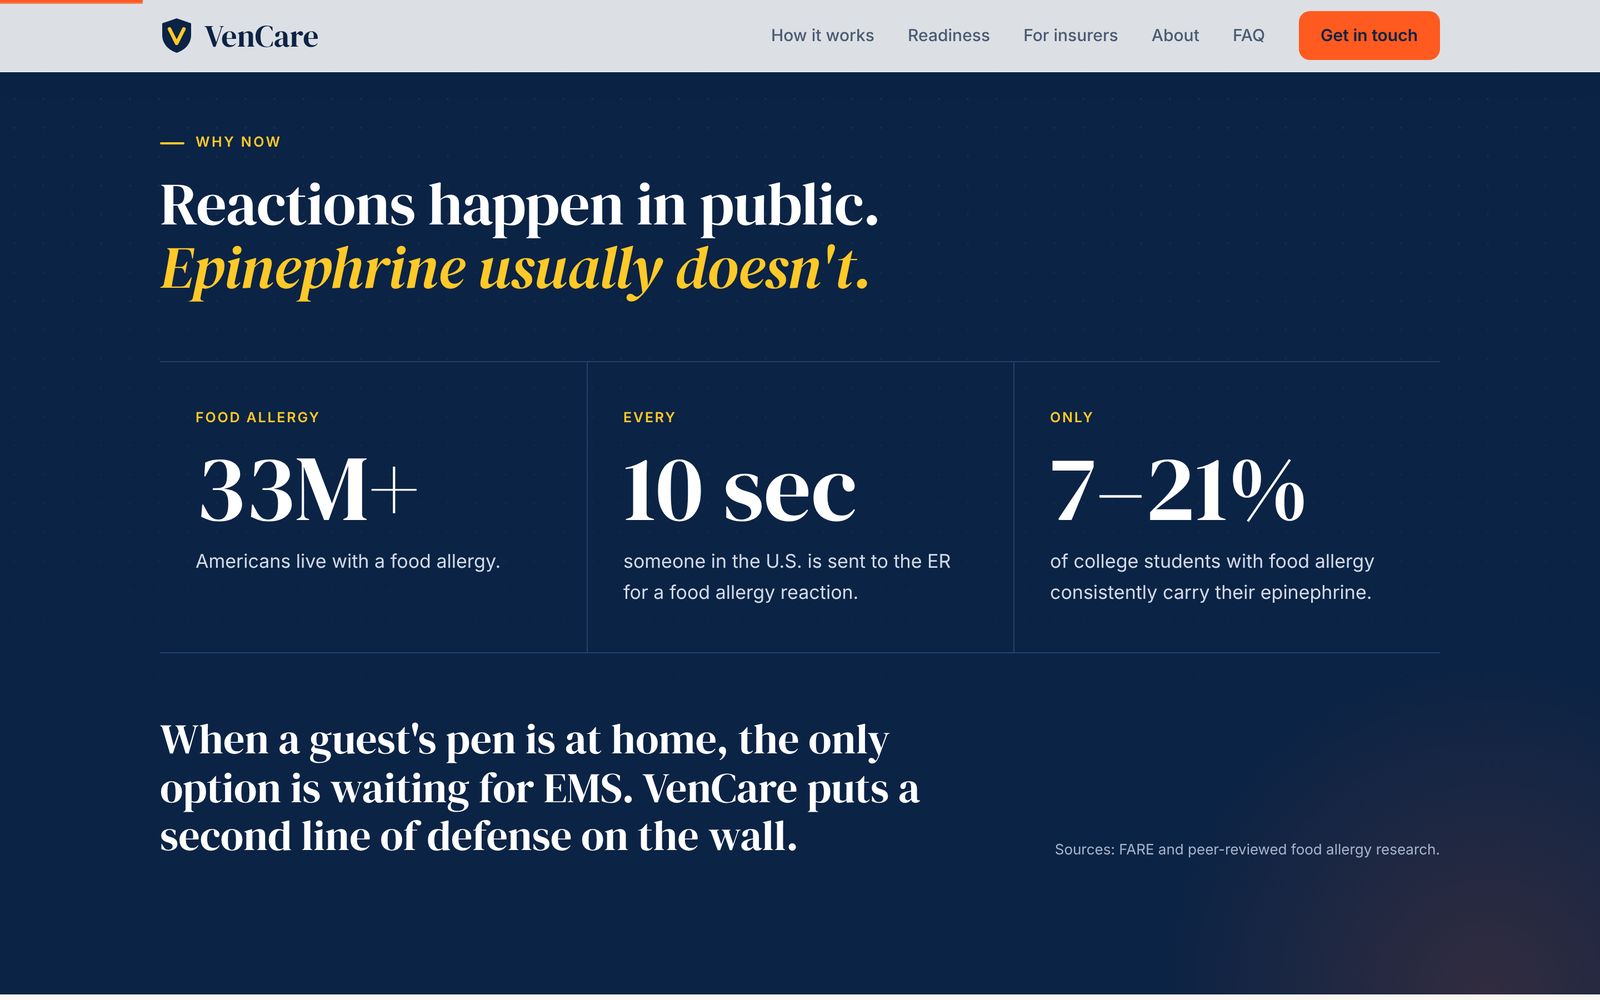 VenCare
How it works
Readiness
For insurers
About
FAQ
Get in touch
WHY NOW
Reactions happen in public.
Epinephrine usually doesn't.
FOOD ALLERGY
33M+
Americans live with a food allergy.
EVERY
10 sec
someone in the U.S. is sent to the ER
for a food allergy reaction.
ONLY
7–21%
of college students with food allergy
consistently carry their epinephrine.
When a guest's pen is at home, the only
option is waiting for EMS. VenCare puts a
second line of defense on the wall.
Sources: FARE and peer-reviewed food allergy research.